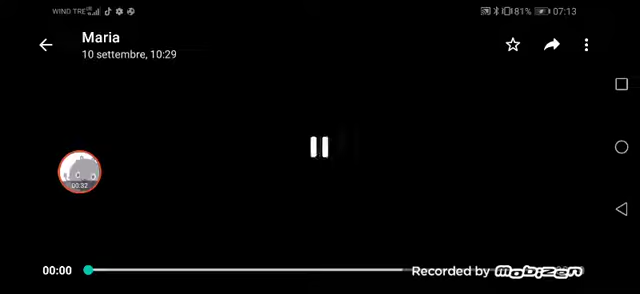 WIND TRE 81% 07:13
Maria
10 settembre, 10:29
00:32
00:00 Recorded by mobizen